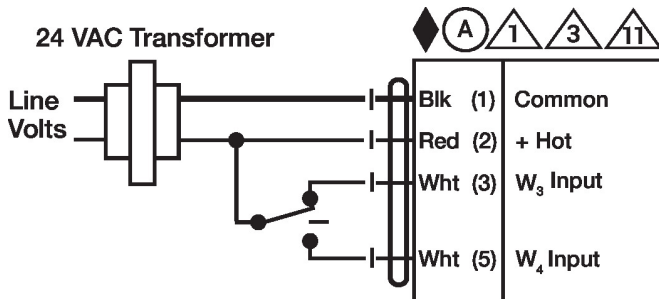 24 VAC Transformer
A 1 3 11
Line
Volts
Blk (1) Common
Red (2) + Hot
Wht (3) W₃ Input
Wht (5) W₄ Input